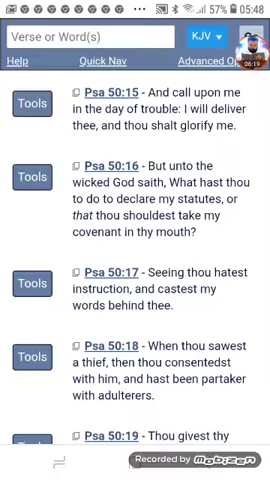 57% 05:48
Verse or Word(s)
KJV
06:19
Help
Quick Nav
Advanced Op
Tools
Psa 50:15 - And call upon me
in the day of trouble: I will deliver
thee, and thou shalt glorify me.
Tools
Psa 50:16 - But unto the
wicked God saith, What hast thou
to do to declare my statutes, or
that thou shouldest take my
covenant in thy mouth?
Tools
Psa 50:17 - Seeing thou hatest
instruction, and castest my
words behind thee.
Tools
Psa 50:18 - When thou sawest
a thief, then thou consentedst
with him, and hast been partaker
with adulterers.
Tools
Psa 50:19 - Thou givest thy
Recorded by Mobizen